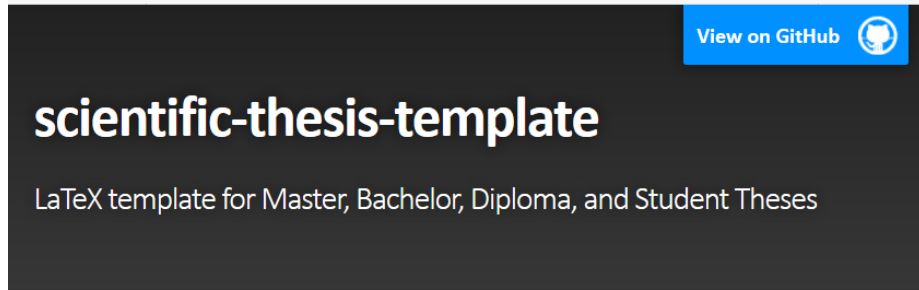 View on GitHub
scientific-thesis-template
LaTeX template for Master, Bachelor, Diploma, and Student Theses